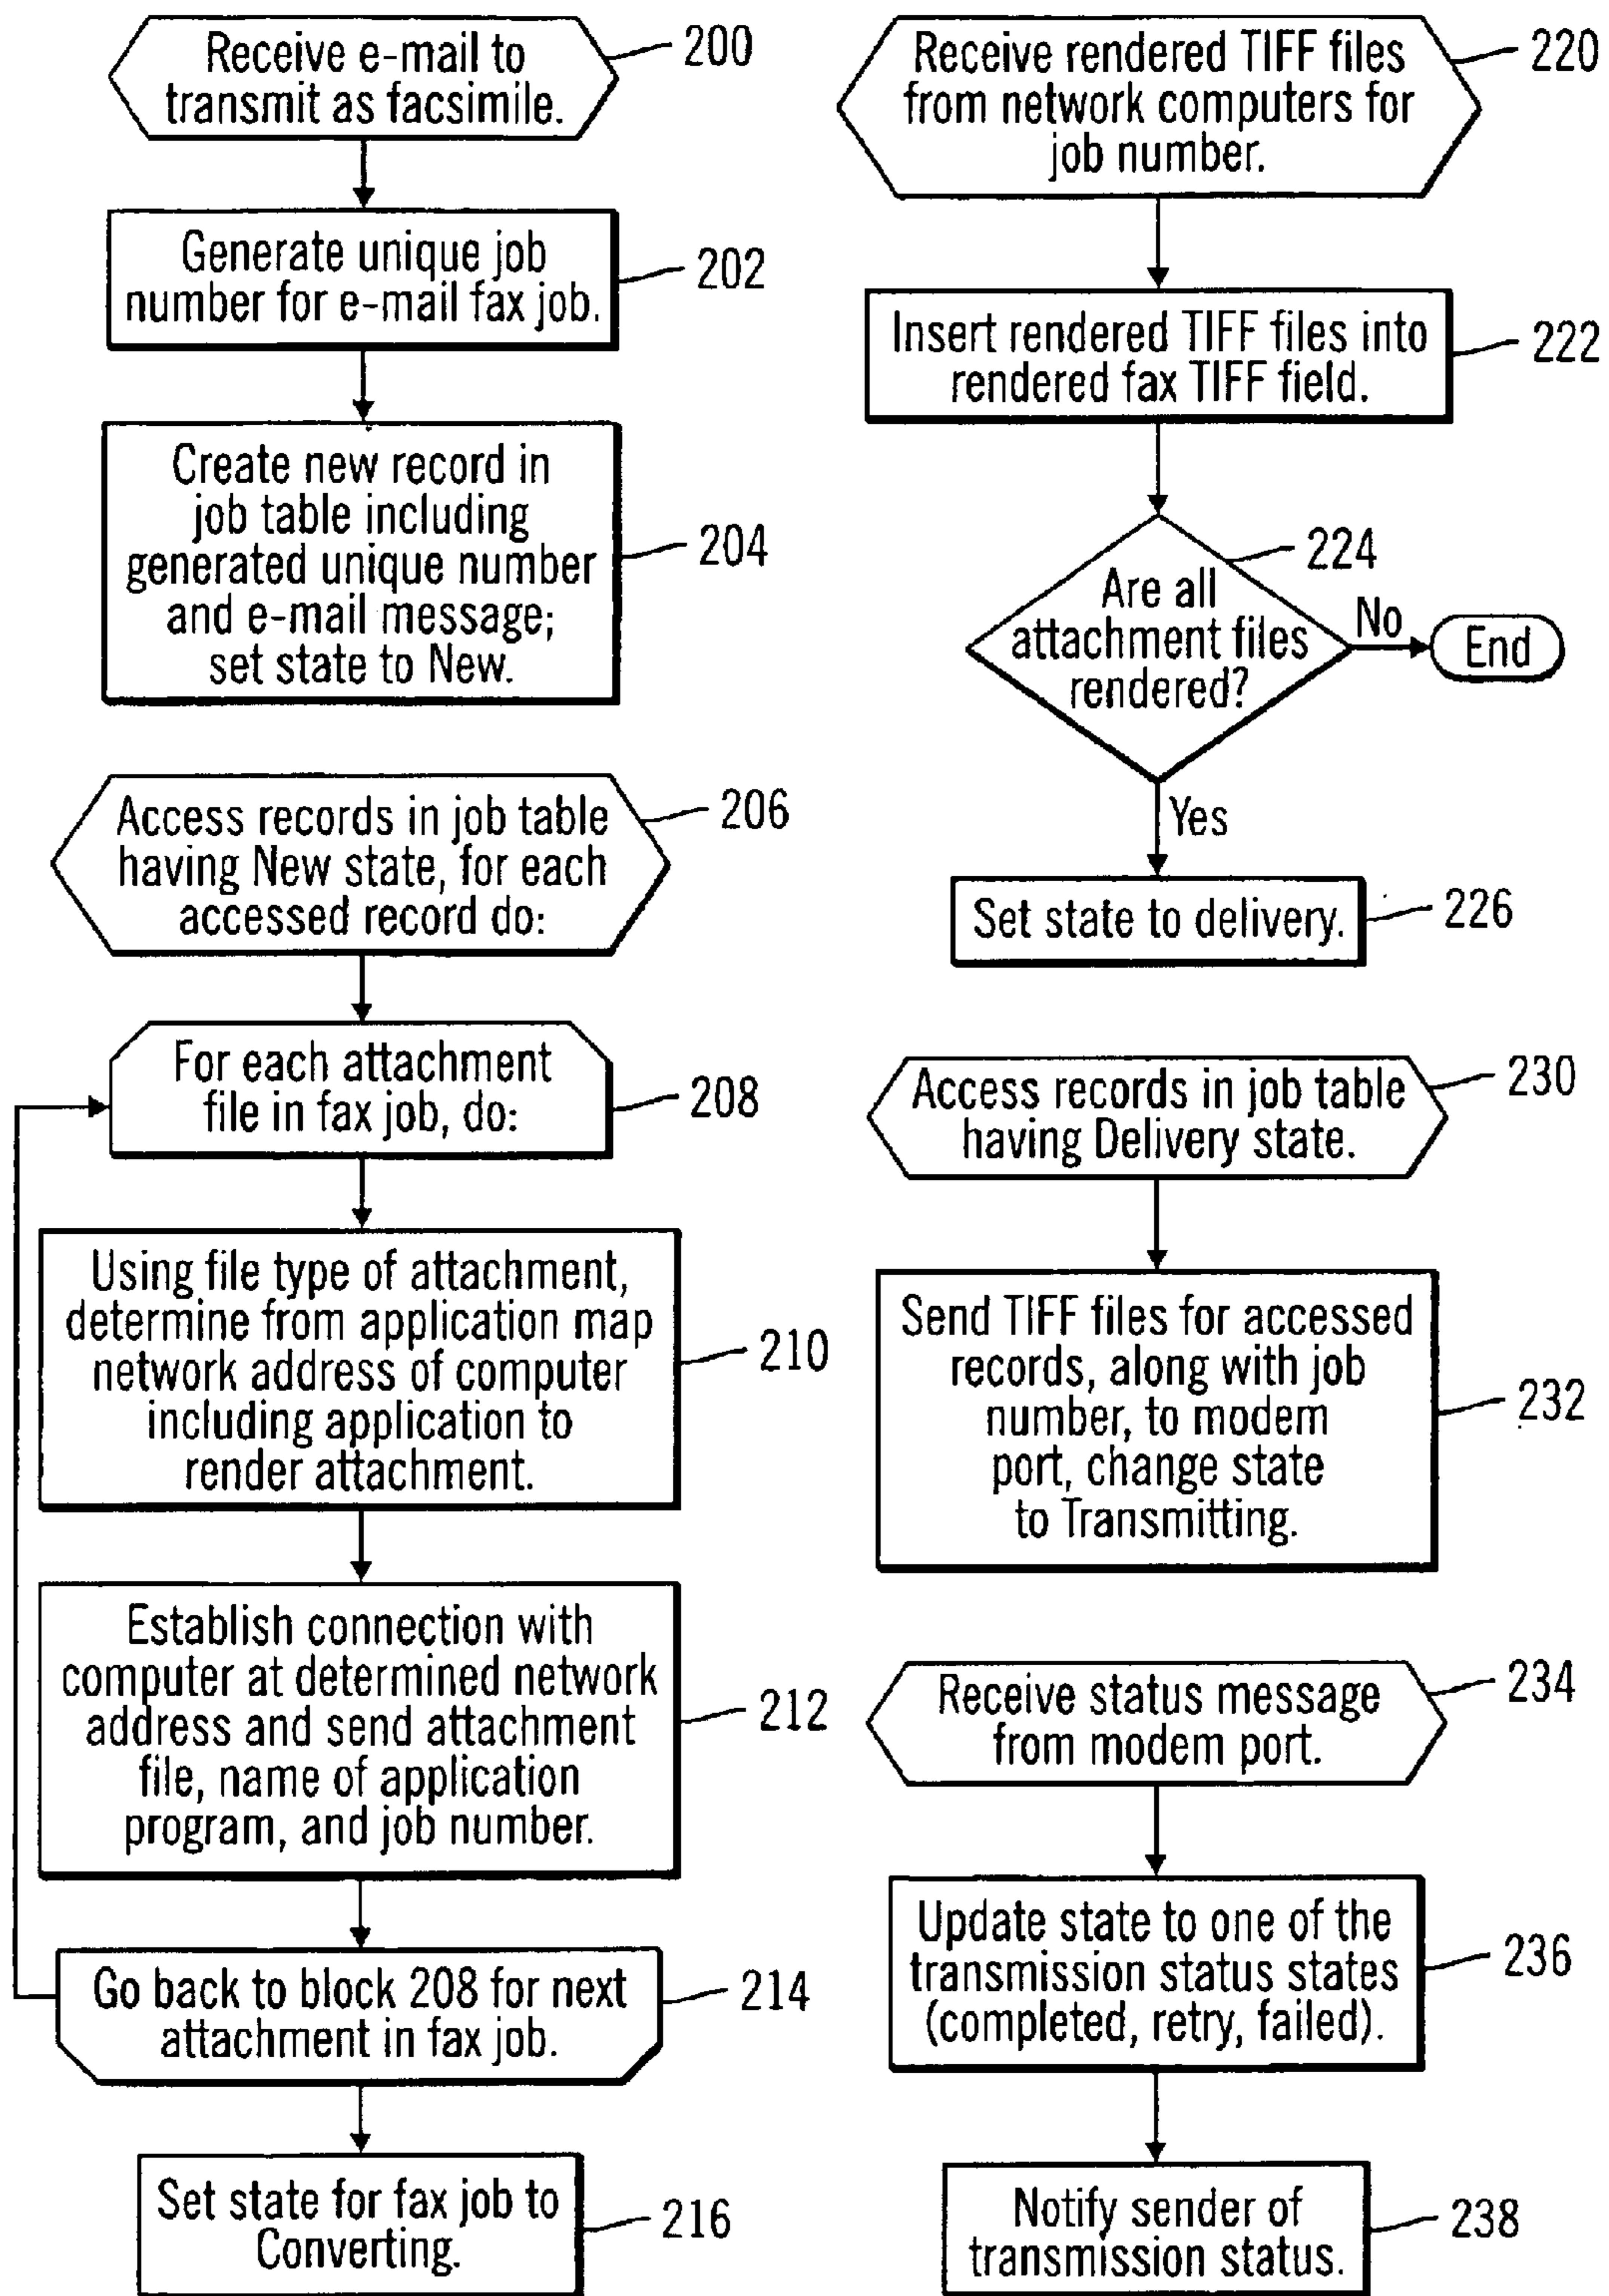 Receive e-mail to
transmit as facsimile.
200
Generate unique job
number for e-mail fax job.
202
Create new record in
job table including
generated unique number
and e-mail message;
set state to New.
204
Access records in job table
having New state, for each
accessed record do:
206
For each attachment
file in fax job, do:
208
Using file type of attachment,
determine from application map
network address of computer
including application to
render attachment.
210
Establish connection with
computer at determined network
address and send attachment
file, name of application
program, and job number.
212
Go back to block 208 for next
attachment in fax job.
214
Set state for fax job to
Converting.
216
Receive rendered TIFF files
from network computers for
job number.
220
Insert rendered TIFF files into
rendered fax TIFF field.
222
Are all
attachment files
rendered?
224
No
End
Yes
Set state to delivery.
226
Access records in job table
having Delivery state.
230
Send TIFF files for accessed
records, along with job
number, to modem
port, change state
to Transmitting.
232
Receive status message
from modem port.
234
Update state to one of the
transmission status states
(completed, retry, failed).
236
Notify sender of
transmission status.
238